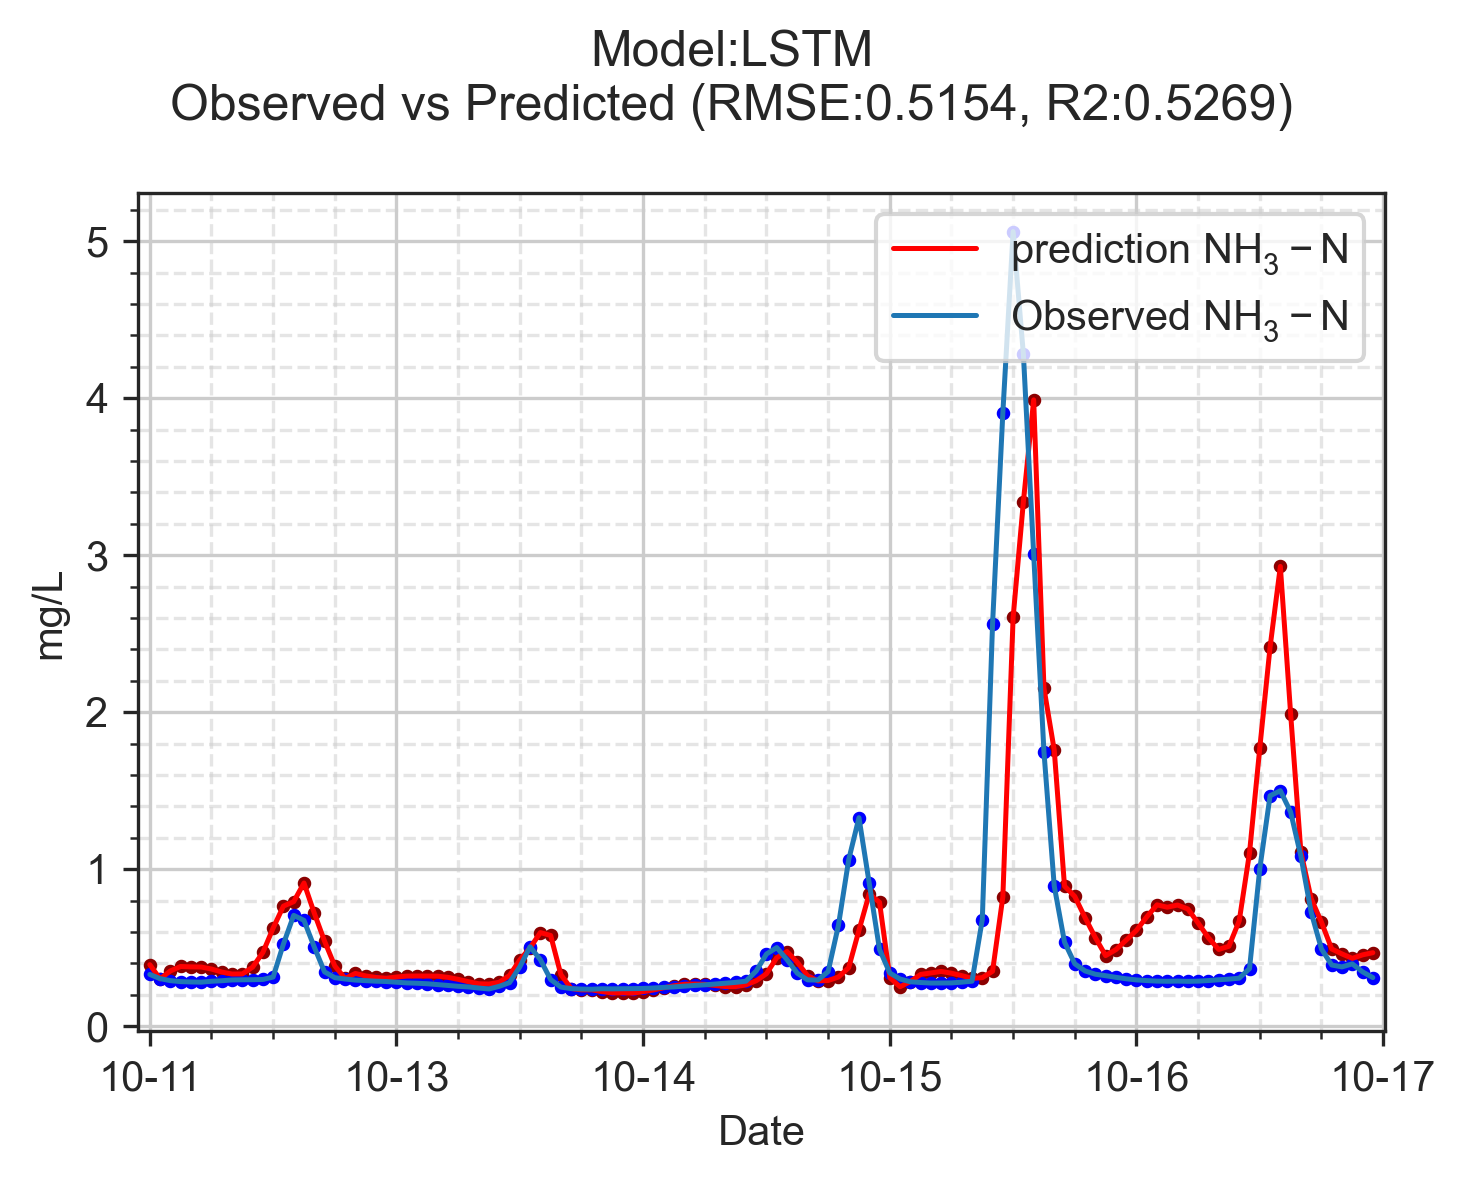 Model:LSTM
Observed vs Predicted (RMSE:0.5154, R2:0.5269)
prediction NH₃ − N
Observed NH₃ − N
5
4
3
2
1
0
mg/L
10-11 10-13 10-14 10-15 10-16 10-17
Date